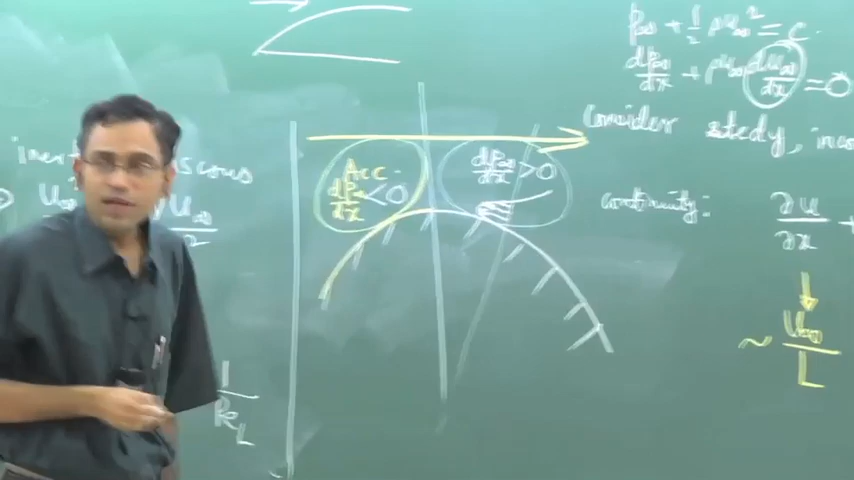 p∞ + 1/2 ρu∞² = c
dp∞/dx + ρu∞ du∞/dx = 0
Consider steady, inco
continuity: ∂u/∂x +
~ u∞/L
Acc
dp∞/dx < 0
dp∞/dx > 0
viscous
u∞
1/Re_L